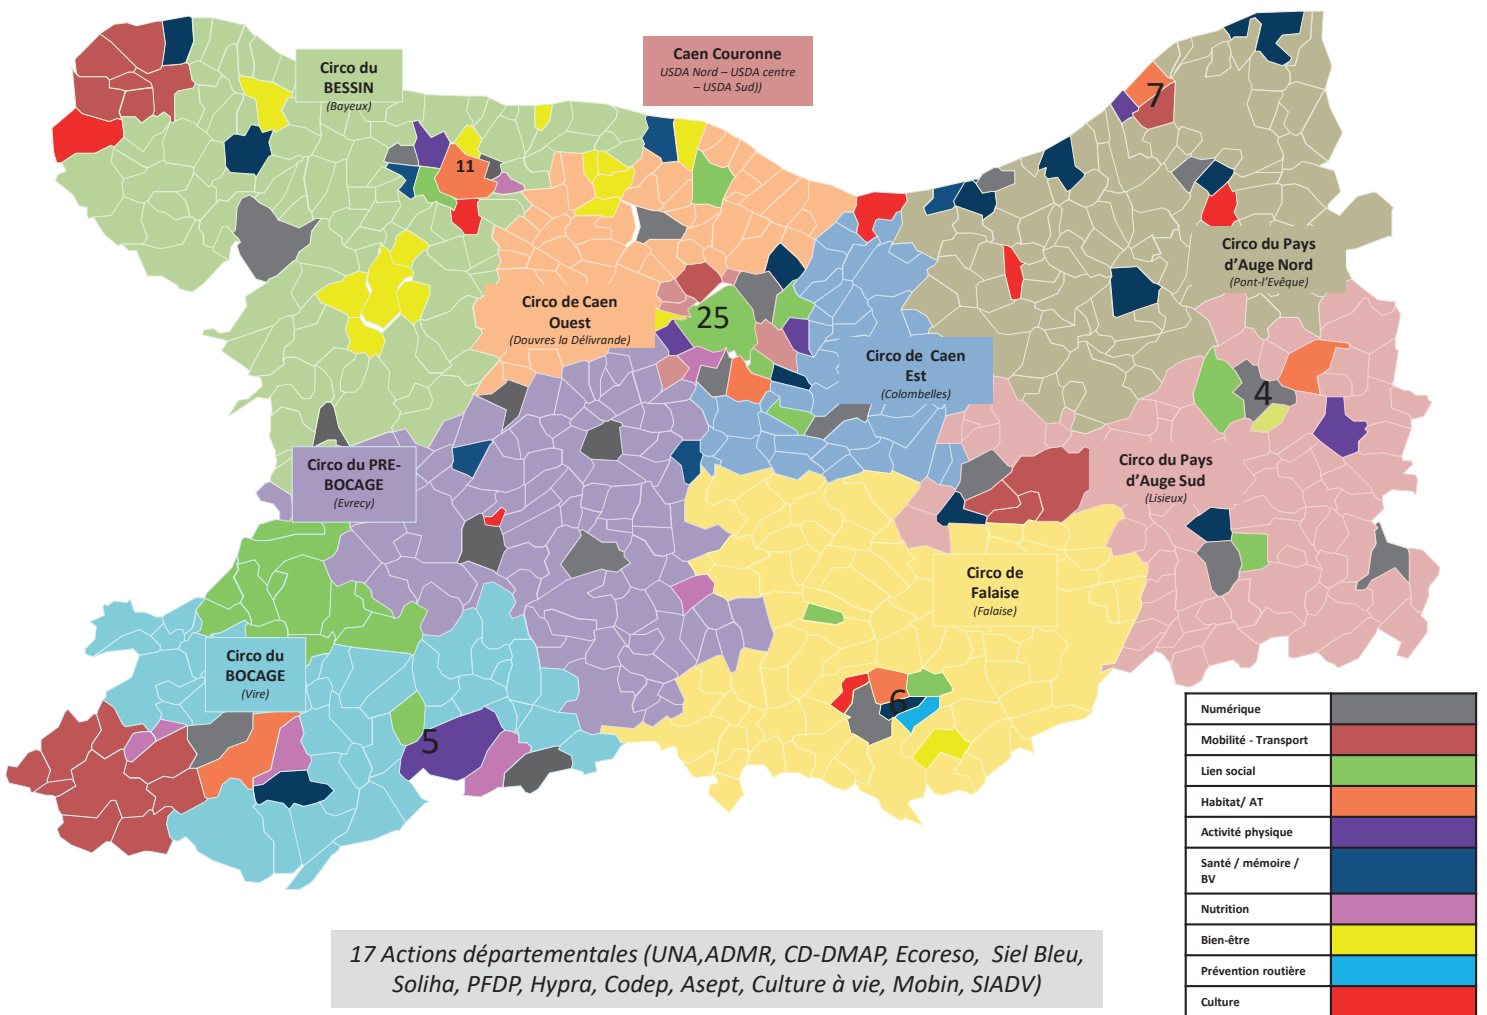 Circo du
BESSIN
(Bayeux)
Caen Couronne
USDA Nord – USDA centre
– USDA Sud))
7
11
Circo du Pays
d'Auge Nord
(Pont-l'Evêque)
Circo de Caen
Ouest
(Douvres la Délivrande)
25
Circo de Caen
Est
(Colombelles)
4
Circo du PRE-
BOCAGE
(Evrecy)
Circo du Pays
d'Auge Sud
(Lisieux)
Circo de
Falaise
(Falaise)
Circo du
BOCAGE
(Vire)
6
5
Numérique
Mobilité - Transport
Lien social
Habitat/ AT
Activité physique
Santé / mémoire /
BV
Nutrition
Bien-être
Prévention routière
Culture
17 Actions départementales (UNA,ADMR, CD-DMAP, Ecoreso, Siel Bleu,
Soliha, PFDP, Hypra, Codep, Asept, Culture à vie, Mobin, SIADV)